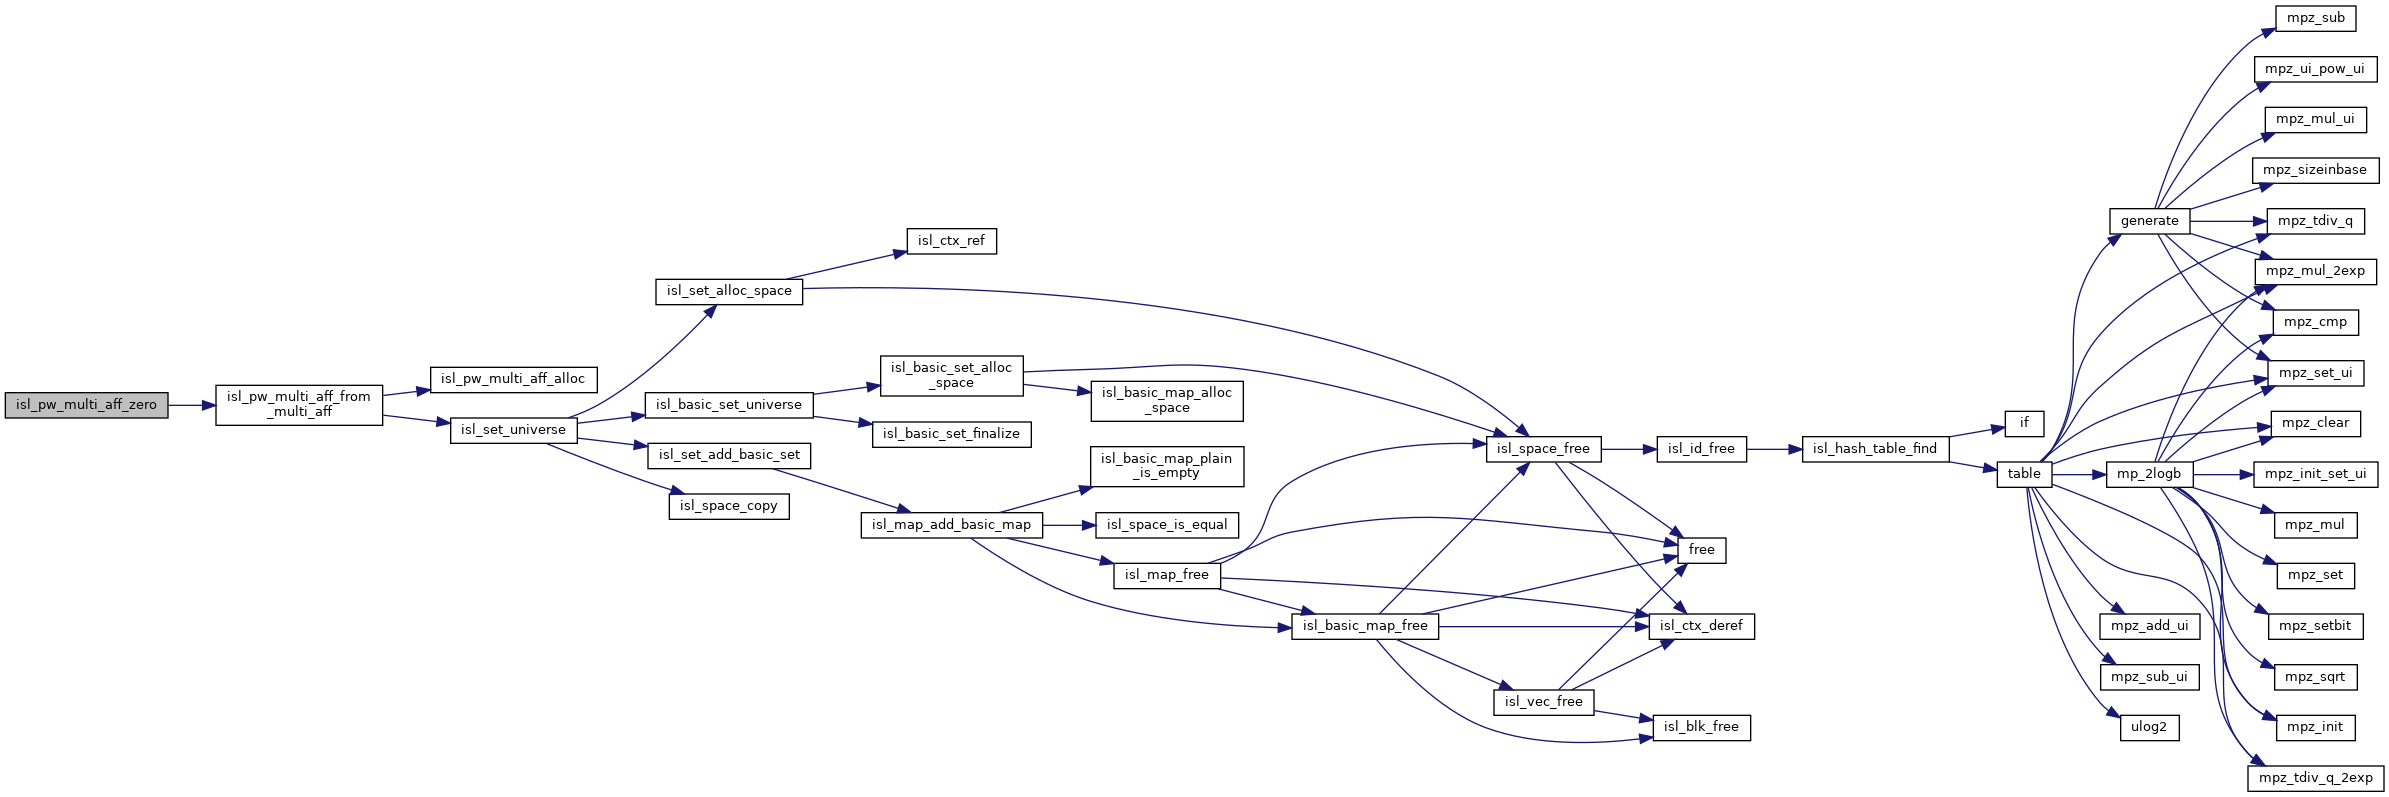 isl_pw_multi_aff_zero
isl_pw_multi_aff_from
_multi_aff
isl_pw_multi_aff_alloc
isl_set_universe
isl_set_alloc_space
isl_basic_set_universe
isl_set_add_basic_set
isl_space_copy
isl_ctx_ref
isl_basic_set_alloc
_space
isl_basic_set_finalize
isl_map_add_basic_map
isl_basic_map_alloc
_space
isl_basic_map_plain
_is_empty
isl_space_is_equal
isl_map_free
isl_basic_map_free
isl_space_free
isl_vec_free
isl_id_free
free
isl_ctx_deref
isl_blk_free
isl_hash_table_find
if
table
generate
mp_2logb
mpz_add_ui
mpz_sub_ui
ulog2
mpz_sub
mpz_ui_pow_ui
mpz_mul_ui
mpz_sizeinbase
mpz_tdiv_q
mpz_mul_2exp
mpz_cmp
mpz_set_ui
mpz_clear
mpz_init_set_ui
mpz_mul
mpz_set
mpz_setbit
mpz_sqrt
mpz_init
mpz_tdiv_q_2exp